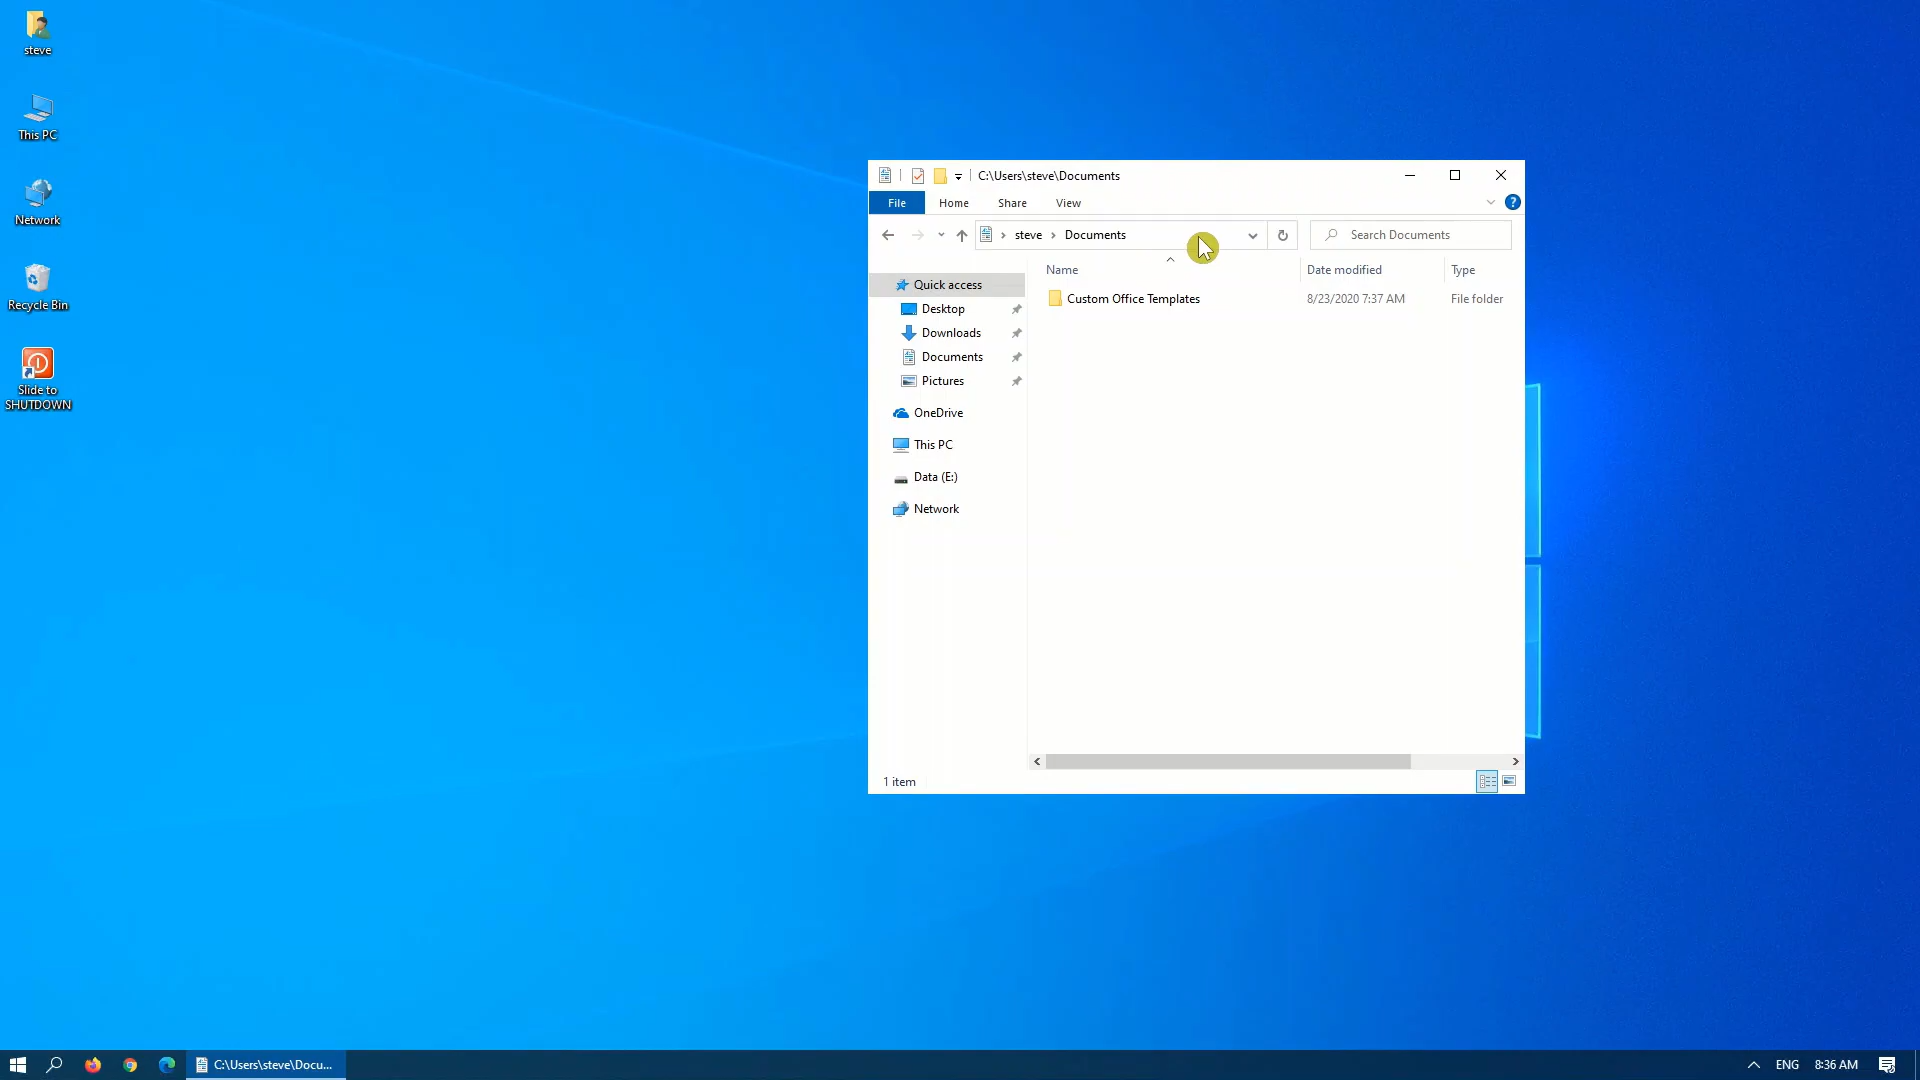 steve
This PC
Network
Recycle Bin
Slide to
SHUTDOWN
C:\Users\steve\Documents
File Home Share View
steve Documents
Search Documents
Name Date modified Type
Custom Office Templates 8/23/2020 7:37 AM File folder
Quick access
Desktop
Downloads
Documents
Pictures
OneDrive
This PC
Data (E:)
Network
1 item
C:\Users\steve\Docu...
ENG 8:36 AM